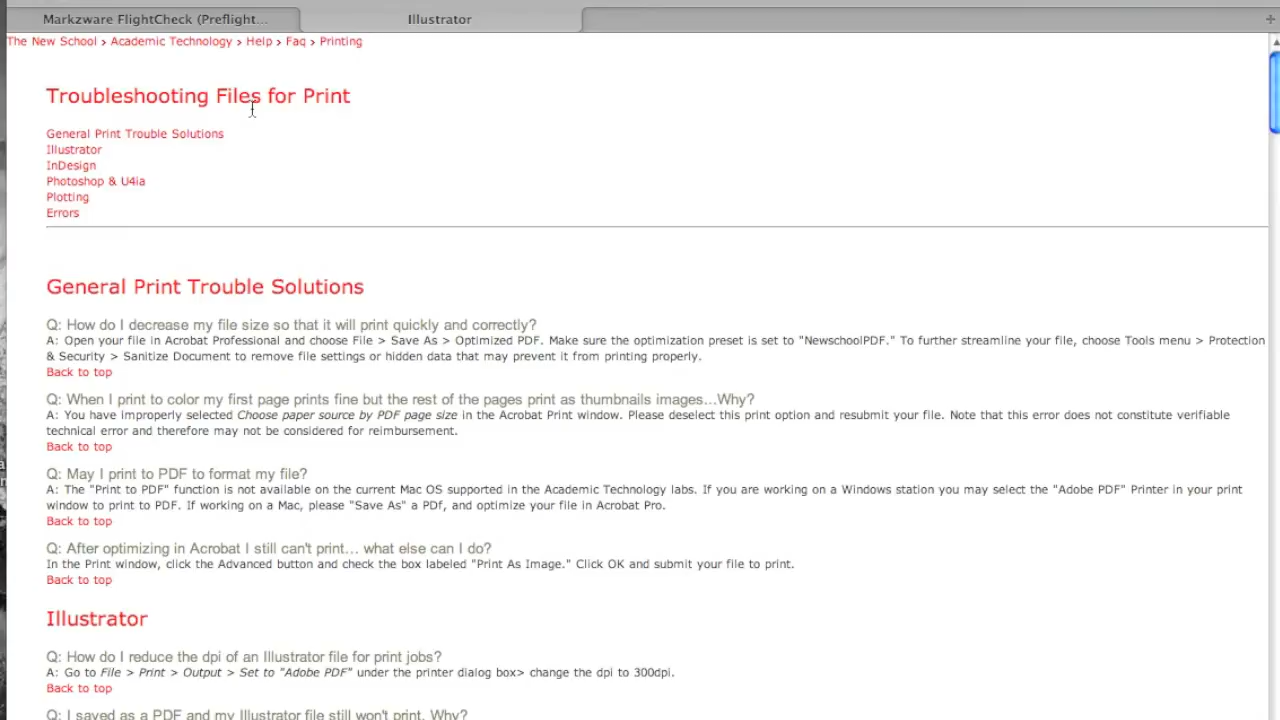 Markzware FlightCheck (Preflight...
Illustrator
The New School > Academic Technology > Help > Faq > Printing
Troubleshooting Files for Print
General Print Trouble Solutions
Illustrator
InDesign
Photoshop & U4ia
Plotting
Errors
General Print Trouble Solutions
Q: How do I decrease my file size so that it will print quickly and correctly?
A: Open your file in Acrobat Professional and choose File > Save As > Optimized PDF. Make sure the optimization preset is set to "NewschoolPDF." To further streamline your file, choose Tools menu > Protection
& Security > Sanitize Document to remove file settings or hidden data that may prevent it from printing properly.
Back to top
Q: When I print to color my first page prints fine but the rest of the pages print as thumbnails images...Why?
A: You have improperly selected Choose paper source by PDF page size in the Acrobat Print window. Please deselect this print option and resubmit your file. Note that this error does not constitute verifiable
technical error and therefore may not be considered for reimbursement.
Back to top
Q: May I print to PDF to format my file?
A: The "Print to PDF" function is not available on the current Mac OS supported in the Academic Technology labs. If you are working on a Windows station you may select the "Adobe PDF" Printer in your print
window to print to PDF. If working on a Mac, please "Save As" a PDf, and optimize your file in Acrobat Pro.
Back to top
Q: After optimizing in Acrobat I still can't print... what else can I do?
In the Print window, click the Advanced button and check the box labeled "Print As Image." Click OK and submit your file to print.
Back to top
Illustrator
Q: How do I reduce the dpi of an Illustrator file for print jobs?
A: Go to File > Print > Output > Set to "Adobe PDF" under the printer dialog box> change the dpi to 300dpi.
Back to top
Q: I saved as a PDF and my Illustrator file still won't print. Why?